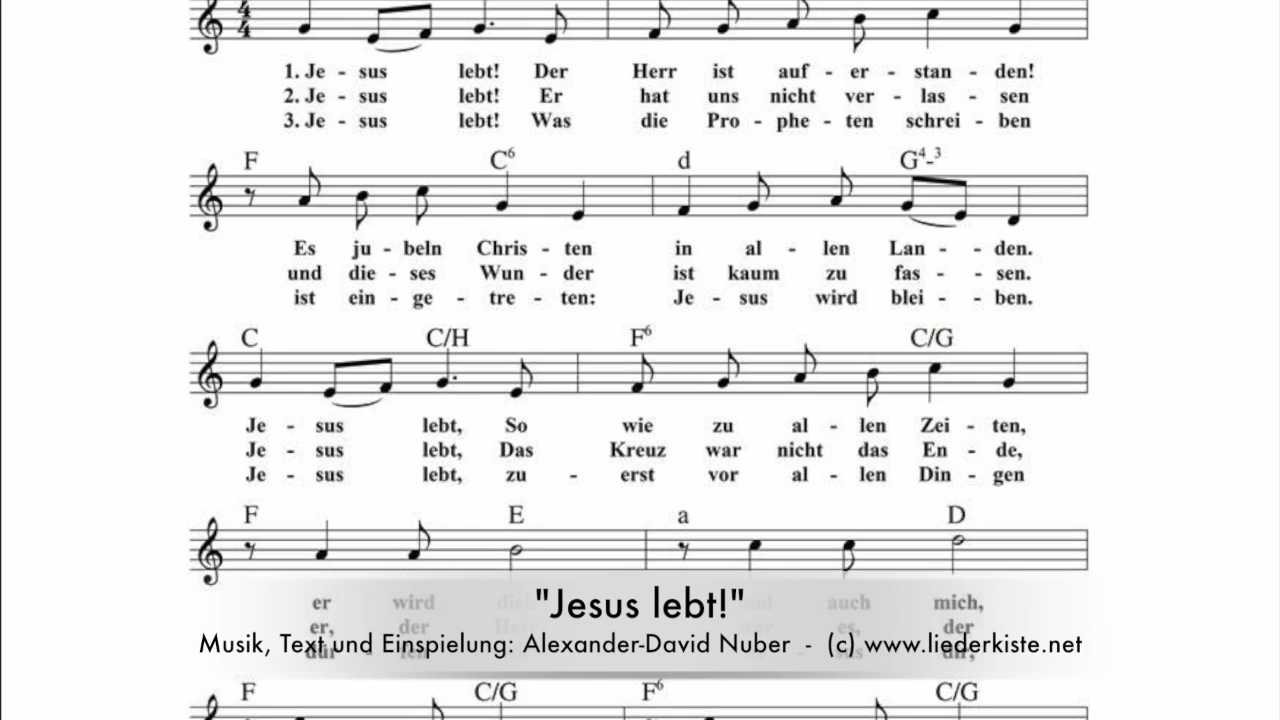 4
4
1. Je - sus lebt! Der Herr ist auf - er - stan - den!
2. Je - sus lebt! Er hat uns nicht ver - las - sen
3. Je - sus lebt! Was die Pro - phe - ten schrei - ben
F C6 d G4-3
Es ju - beln Chris - ten in al - len Lan - - den.
und die - ses Wun - der ist kaum zu fas - - sen.
ist ein - ge - tre - ten: Je - sus wird blei - - ben.
C C/H F6 C/G
Je - sus lebt, So wie zu al - len Zei - ten,
Je - sus lebt, Das Kreuz war nicht das En - de,
Je - sus lebt, zu - erst vor al - len Din - gen
F E a D
er wird dich und auch mich,
er, der es, der
"Jesus lebt!"
Musik, Text und Einspielung: Alexander-David Nuber - (c) www.liederkiste.net
F C/G F6 C/G